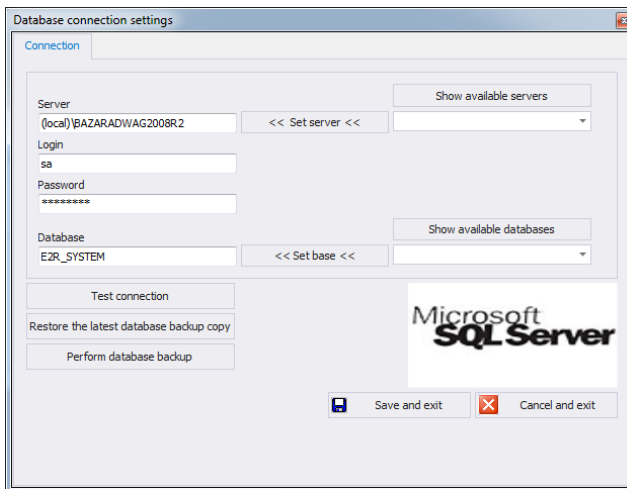 Database connection settings
Connection
Show available servers
Server
(local)\BAZARADWAG2008R2
<< Set server <<
Login
sa
Password
********
Show available databases
Database
E2R_SYSTEM
<< Set base <<
Test connection
Restore the latest database backup copy
Perform database backup
Microsoft
SQL Server
Save and exit
Cancel and exit